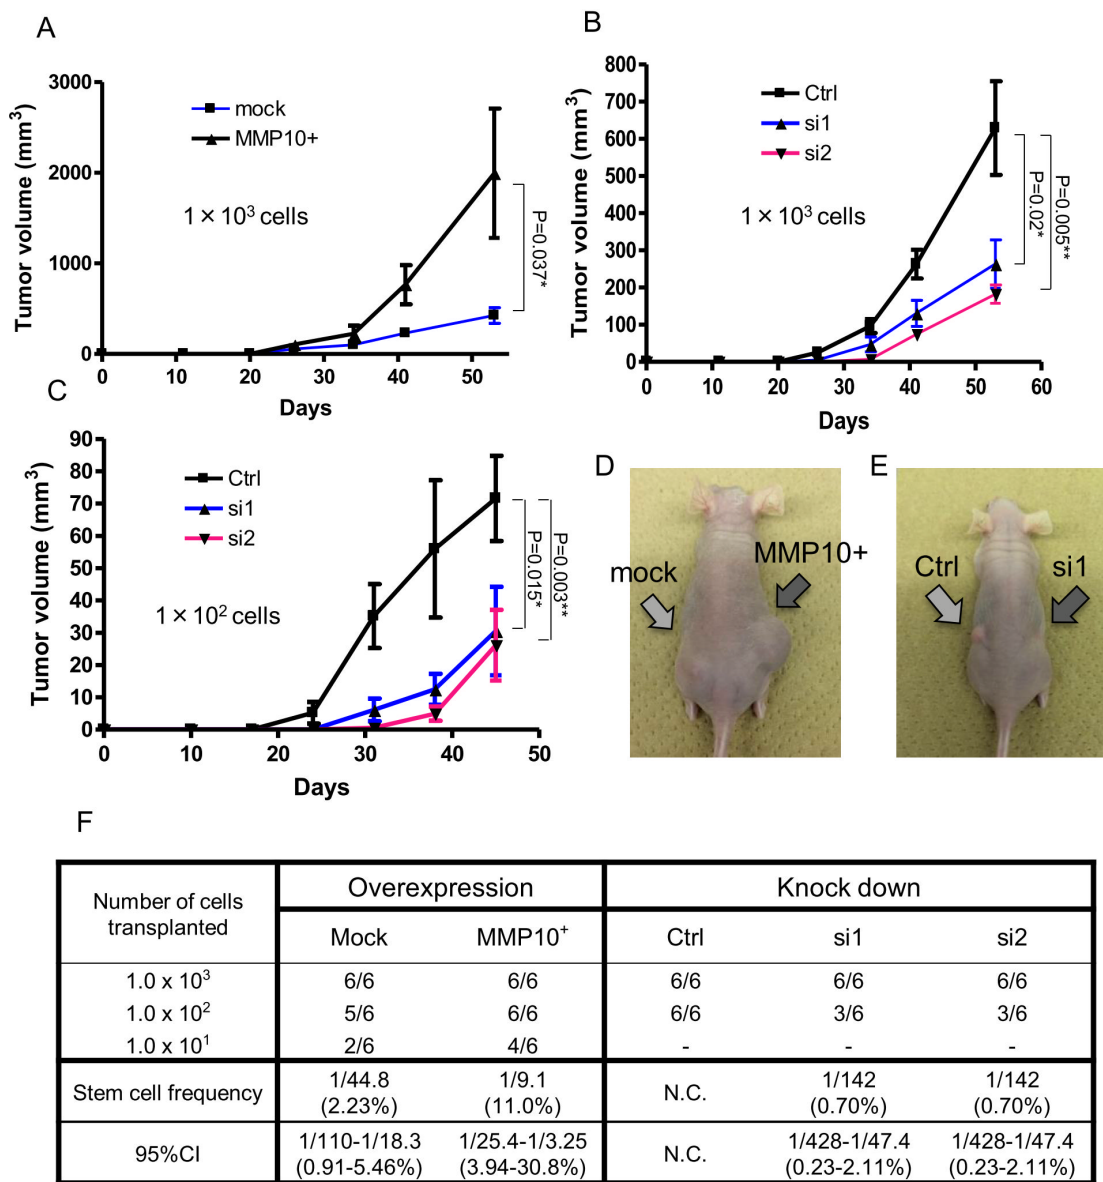 A
Tumor volume (mm³)
3000
2000
1000
0
mock
MMP10+
1 × 10³ cells
P=0.037*
0 10 20 30 40 50
Days
B
Tumor volume (mm³)
800
700
600
500
400
300
200
100
0
Ctrl
si1
si2
1 × 10³ cells
P=0.02*
P=0.005**
0 10 20 30 40 50 60
Days
C
Tumor volume (mm³)
90
80
70
60
50
40
30
20
10
0
Ctrl
si1
si2
1 × 10² cells
P=0.015*
P=0.003**
0 10 20 30 40 50
Days
D
mock
MMP10+
E
Ctrl
si1
F
Number of cells
transplanted
Overexpression Knock down
Mock MMP10⁺ Ctrl si1 si2
1.0 x 10³ 6/6 6/6 6/6 6/6 6/6
1.0 x 10² 5/6 6/6 6/6 3/6 3/6
1.0 x 10¹ 2/6 4/6 - - -
Stem cell frequency 1/44.8 1/9.1 N.C. 1/142 1/142
(2.23%) (11.0%) (0.70%) (0.70%)
95%CI 1/110-1/18.3 1/25.4-1/3.25 N.C. 1/428-1/47.4 1/428-1/47.4
(0.91-5.46%) (3.94-30.8%) (0.23-2.11%) (0.23-2.11%)